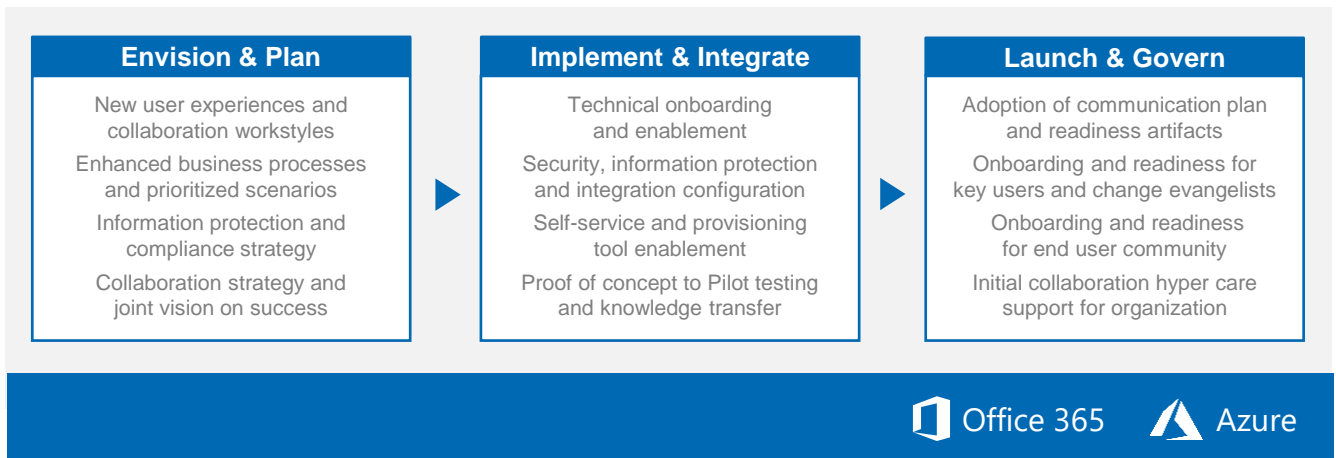 Envision & Plan
New user experiences and
collaboration workstyles
Enhanced business processes
and prioritized scenarios
Information protection and
compliance strategy
Collaboration strategy and
joint vision on success
Implement & Integrate
Technical onboarding
and enablement
Security, information protection
and integration configuration
Self-service and provisioning
tool enablement
Proof of concept to Pilot testing
and knowledge transfer
Launch & Govern
Adoption of communication plan
and readiness artifacts
Onboarding and readiness for
key users and change evangelists
Onboarding and readiness
for end user community
Initial collaboration hyper care
support for organization
Office 365
Azure